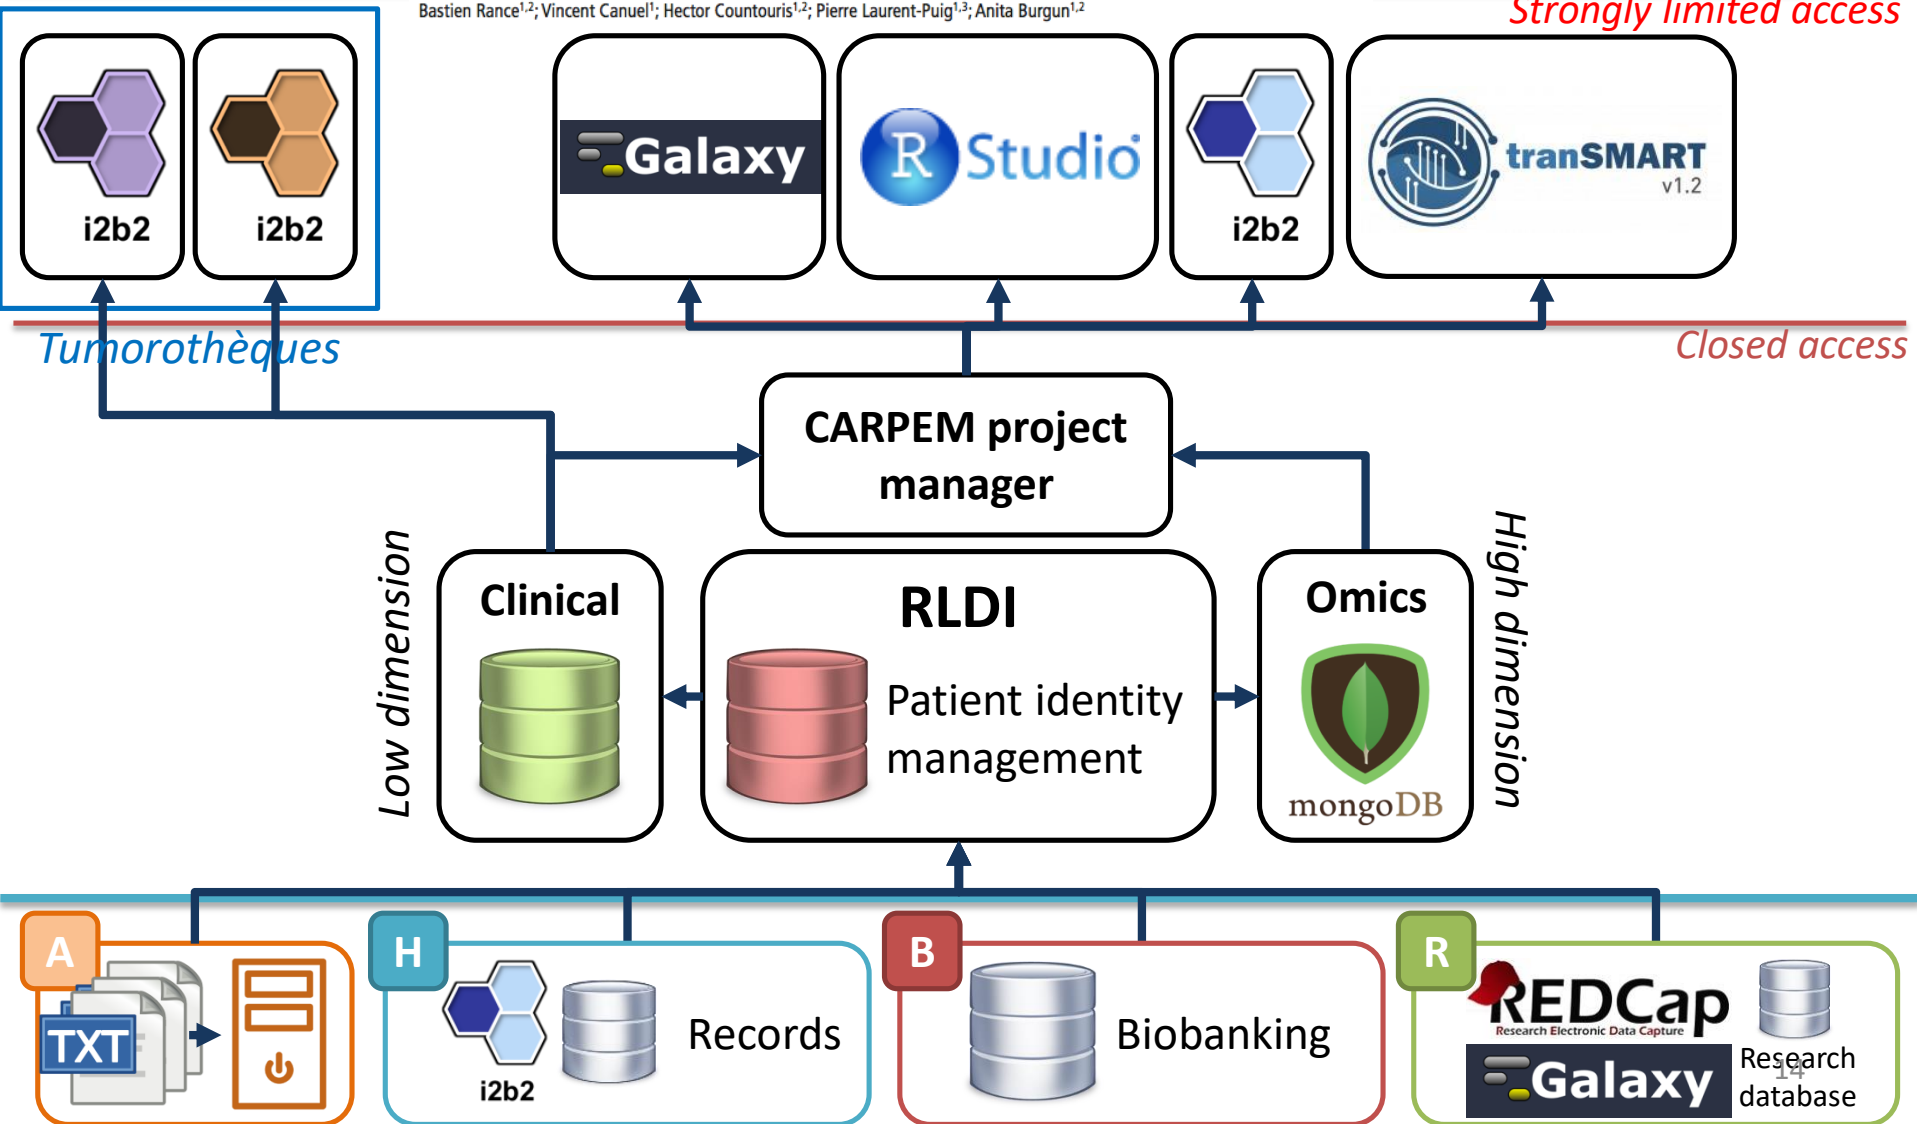 Bastien Rance1,2; Vincent Canuel1; Hector Countouris1,2; Pierre Laurent-Puig1,3; Anita Burgun1,2
Strongly limited access
i2b2
i2b2
Galaxy
R Studio
i2b2
tranSMART
v1.2
Tumorothèques
Closed access
CARPEM project
manager
Low dimension
Clinical
RLDI
Patient identity
management
Omics
mongoDB
High dimension
A
TXT
H
i2b2
Records
B
Biobanking
R
REDCap
Research Electronic Data Capture
Galaxy
Research
database
14